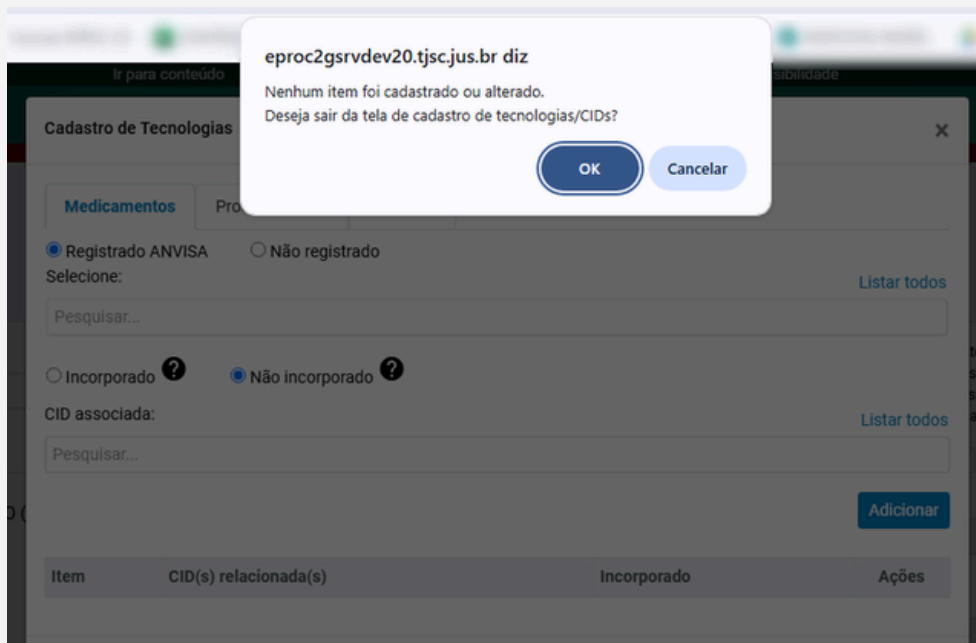 eproc2gsrvdev20.tjsc.jus.br diz
Nenhum item foi cadastrado ou alterado.
Deseja sair da tela de cadastro de tecnologias/CIDs?
OK
Cancelar
Ir para conteúdo
Cadastro de Tecnologias
×
Medicamentos
Registrado ANVISA
Não registrado
Selecione:
Listar todos
Pesquisar...
Incorporado ?
Não incorporado ?
CID associada:
Listar todos
Pesquisar...
Adicionar
Item CID(s) relacionada(s) Incorporado Ações